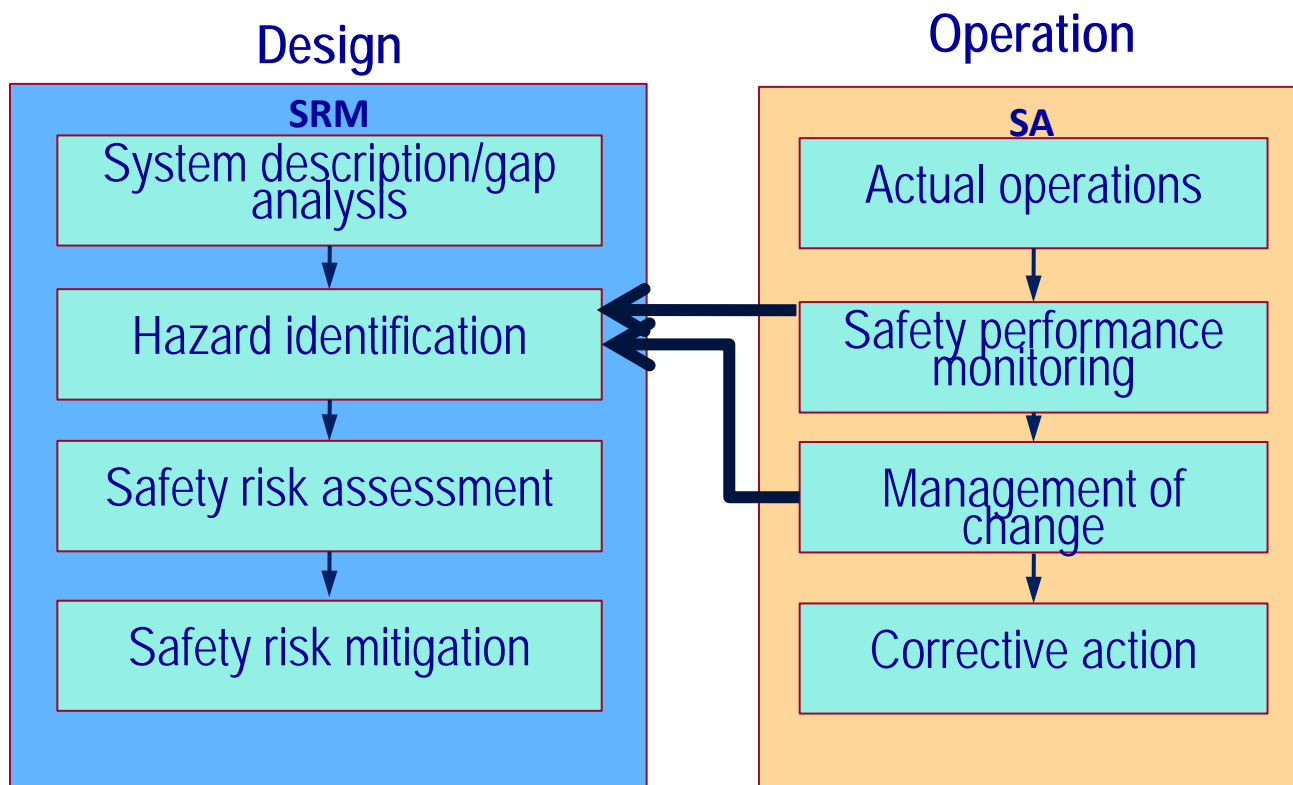 Design
SRM
System description/gap
analysis
Hazard identification
Safety risk assessment
Safety risk mitigation
Operation
SA
Actual operations
Safety performance
monitoring
Management of
change
Corrective action